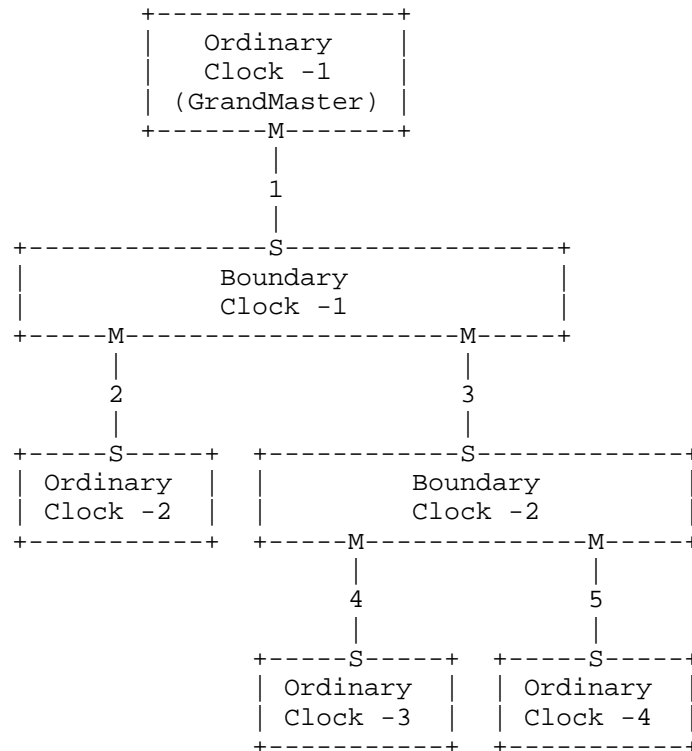 Ordinary
Clock -1
(GrandMaster)
M
1
S
Boundary
Clock -1
M M
2 3
S S
Ordinary Boundary
Clock -2 Clock -2
M M
4 5
S S
Ordinary Ordinary
Clock -3 Clock -4